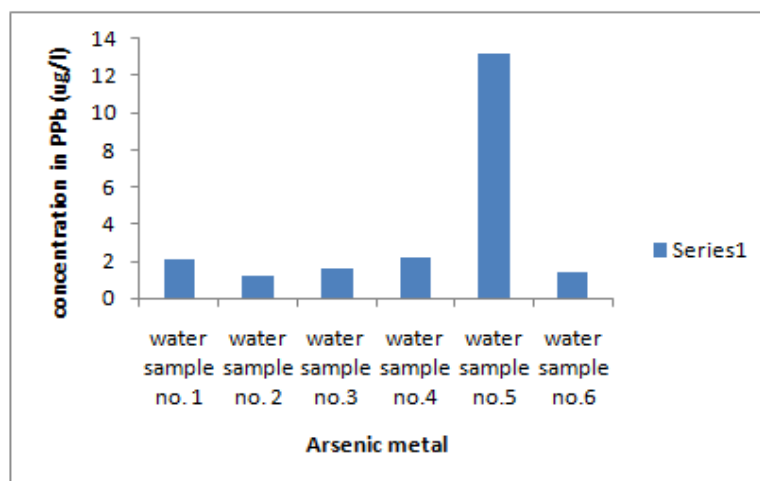 concentration in PPb (ug/l)
14
12
10
8
6
4
2
0
water sample no. 1
water sample no. 2
water sample no.3
water sample no.4
water sample no.5
water sample no.6
Arsenic metal
Series1